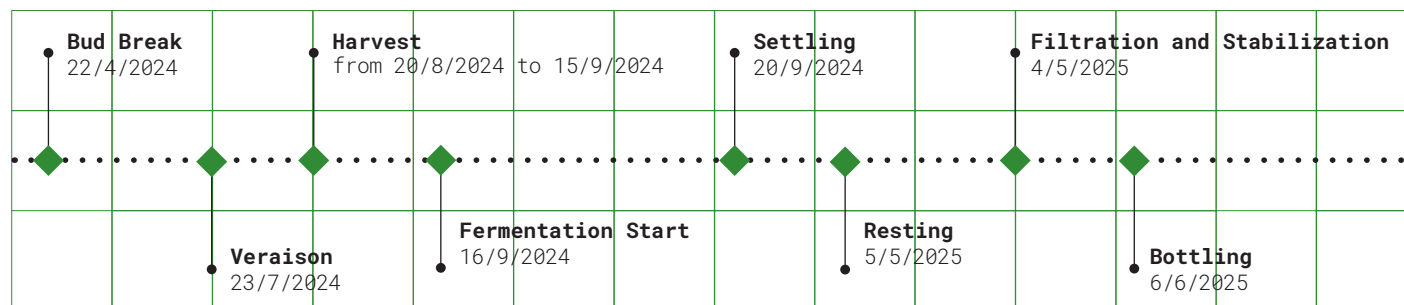 Bud Break
22/4/2024
Harvest
from 20/8/2024 to 15/9/2024
Settling
20/9/2024
Filtration and Stabilization
4/5/2025
Veraison
23/7/2024
Fermentation Start
16/9/2024
Resting
5/5/2025
Bottling
6/6/2025